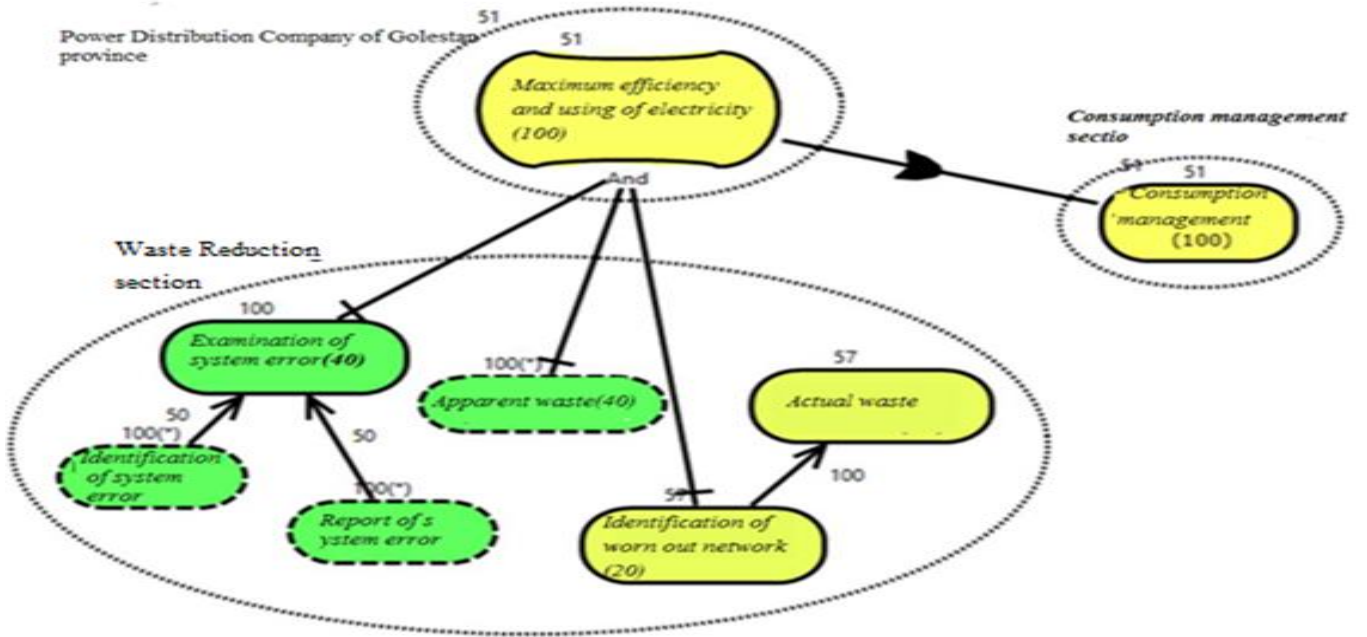 Power Distribution Company of Golestan
province
51
51
Maximum efficiency
and using of electricity
(100)
And
Consumption management
sectio
51
Consumption
management
(100)
Waste Reduction
section
100
Examination of
system error(40)
50
100(*)
Identification
of system
error
50
100(*)
Report of s
ystem error
100(*)
Apparent waste(40)
57
Actual waste
100
Identification of
worn out network
(20)